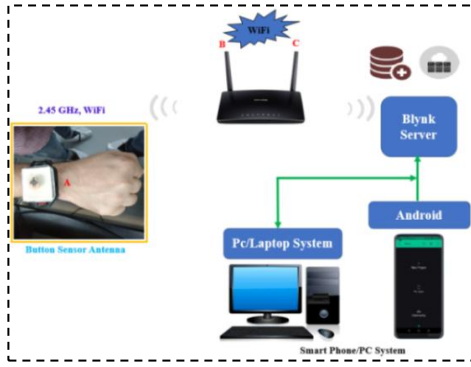 WiFi
B
C
2.45 GHz, WiFi
A
Button Sensor Antenna
Blynk
Server
Android
Pc/Laptop System
Smart Phone/PC System